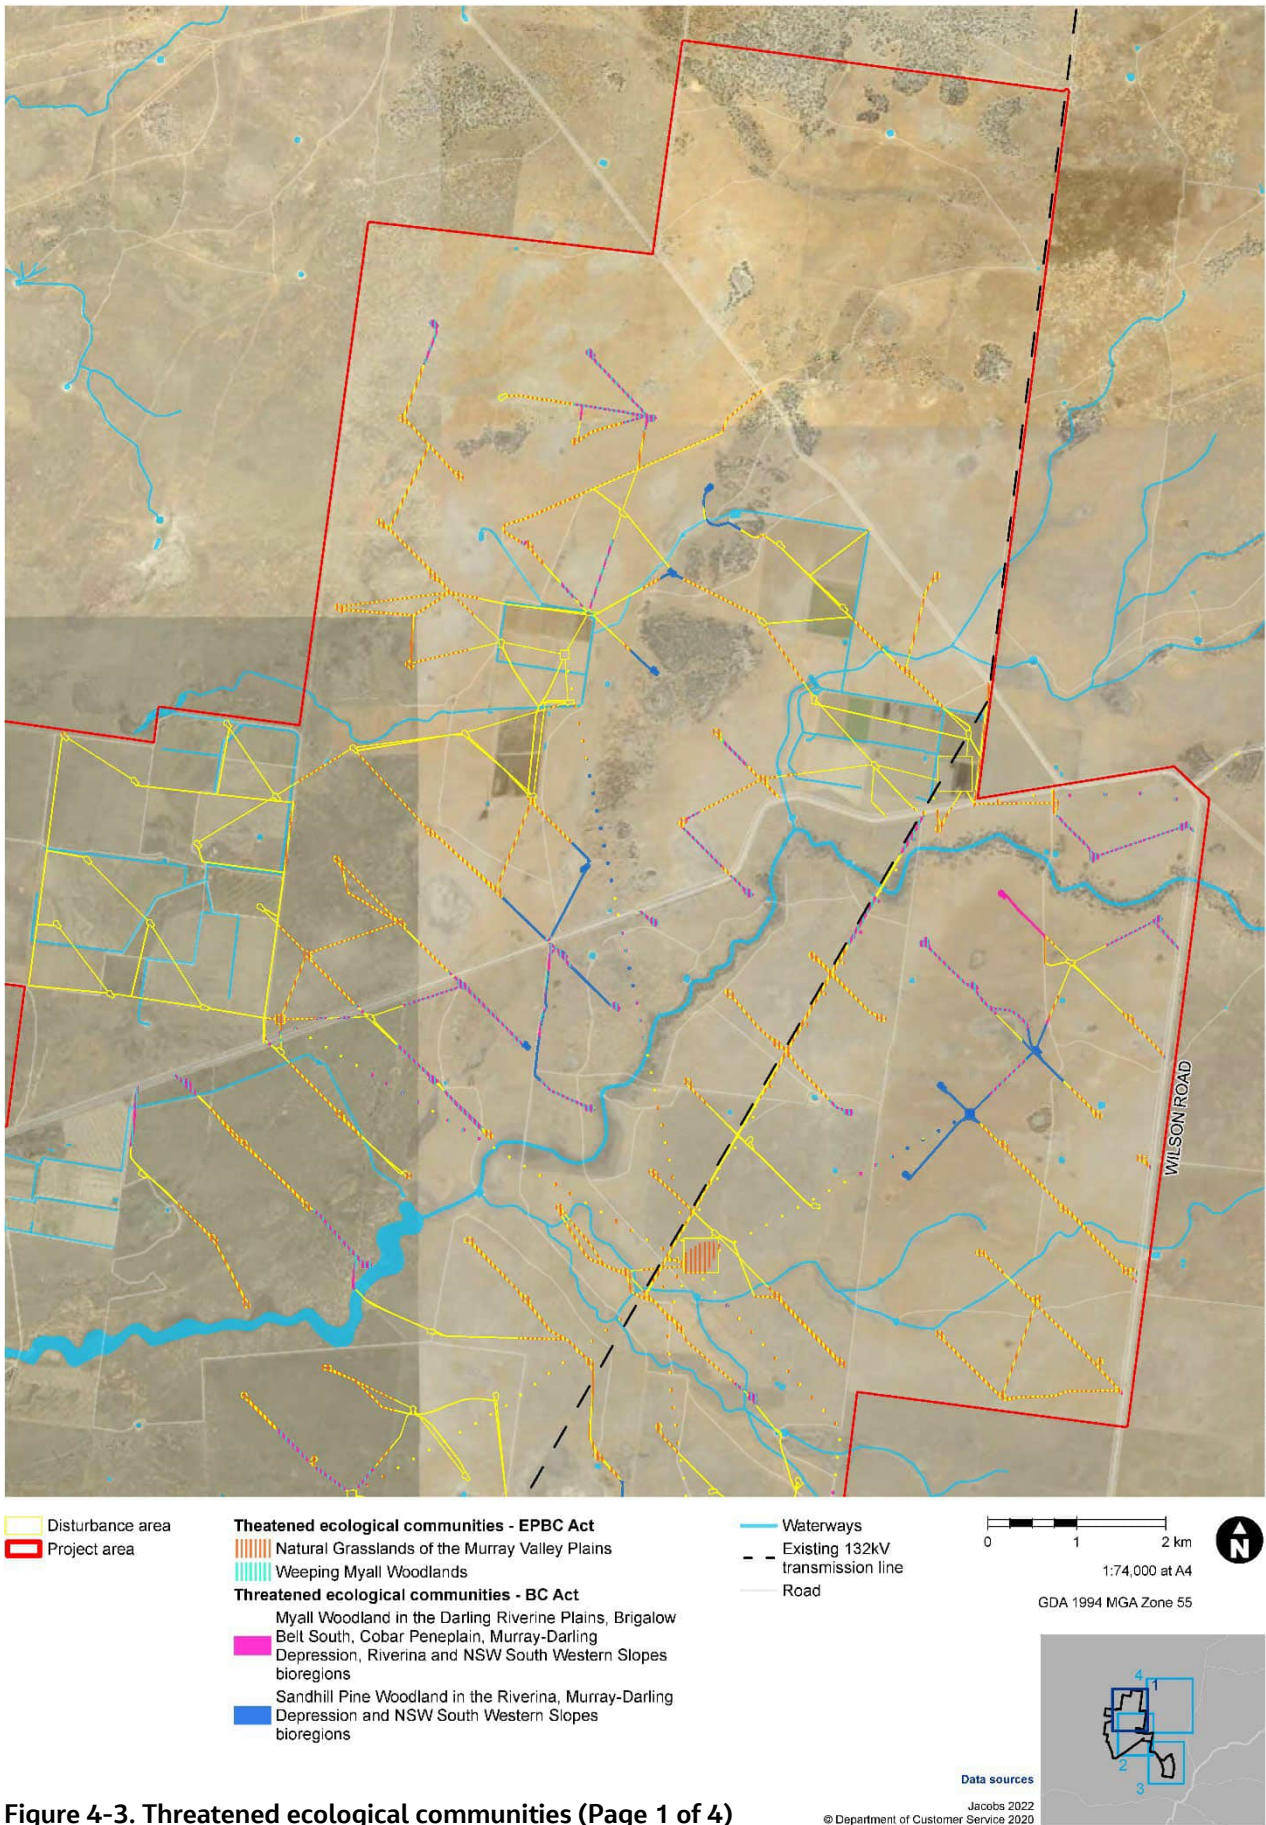 WILSON ROAD
Disturbance area
Project area
Theatened ecological communities - EPBC Act
Natural Grasslands of the Murray Valley Plains
Weeping Myall Woodlands
Threatened ecological communities - BC Act
Myall Woodland in the Darling Riverine Plains, Brigalow
Belt South, Cobar Peneplain, Murray-Darling
Depression, Riverina and NSW South Western Slopes
bioregions
Sandhill Pine Woodland in the Riverina, Murray-Darling
Depression and NSW South Western Slopes
bioregions
Waterways
Existing 132kV
transmission line
Road
0 1 2 km
1:74,000 at A4
GDA 1994 MGA Zone 55
N
4
1
2
3
Data sources
Jacobs 2022
© Department of Customer Service 2020
Figure 4-3. Threatened ecological communities (Page 1 of 4)